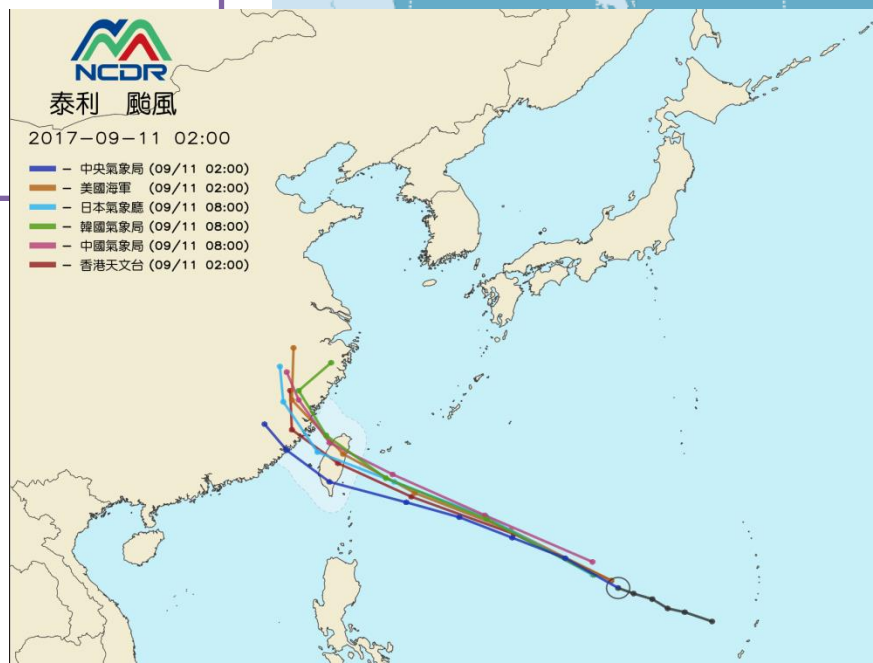 NCDR
泰利 颱風
2017-09-11 02:00
— 中央氣象局 (09/11 02:00)
— 美國海軍 (09/11 02:00)
— 日本氣象廳 (09/11 08:00)
— 韓國氣象局 (09/11 08:00)
— 中國氣象局 (09/11 08:00)
— 香港天文台 (09/11 02:00)